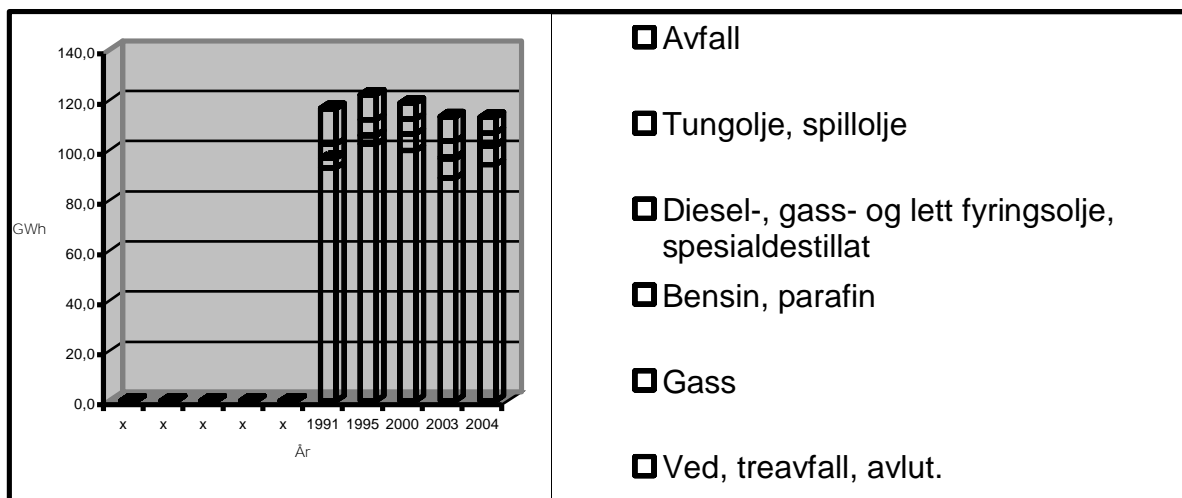 140,0
120,0
100,0
80,0
GWh
60,0
40,0
20,0
0,0
x x x x x 1991 1995 2000 2003 2004
År
Avfall
Tungolje, spillolje
Diesel-, gass- og lett fyringsolje,
spesialdestillat
Bensin, parafin
Gass
Ved, treavfall, avlut.